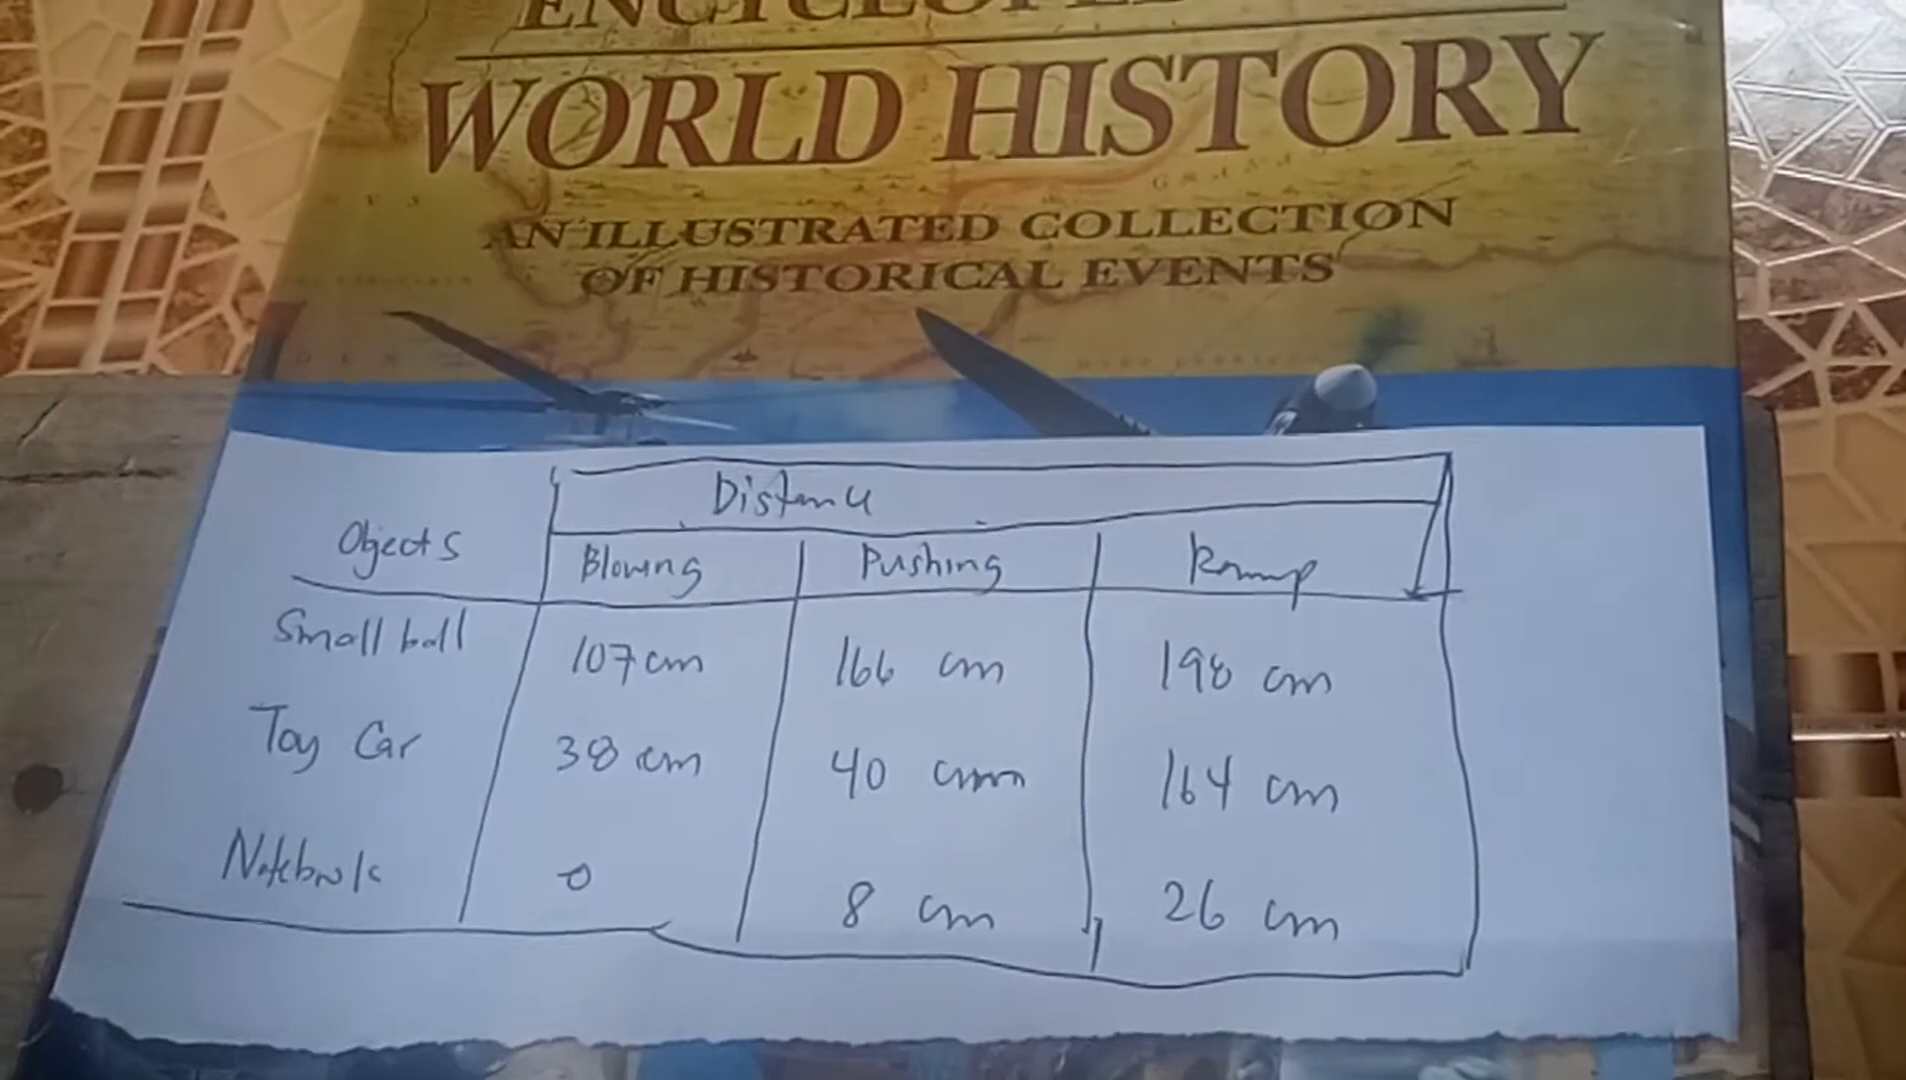 WORLD HISTORY
AN ILLUSTRATED COLLECTION
OF HISTORICAL EVENTS
Distance
Objects Blowing Pushing Ramp
Small ball 107 cm 166 cm 198 cm
Toy Car 38 cm 40 cm 164 cm
Notebook 0 8 cm 26 cm